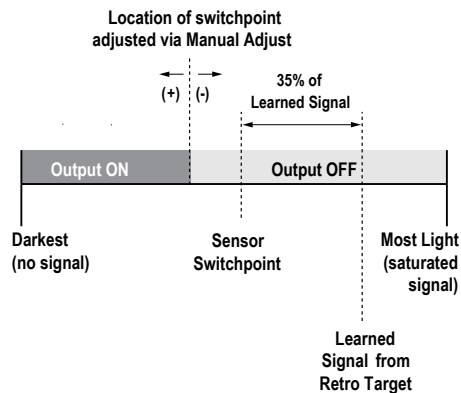 Location of switchpoint
adjusted via Manual Adjust
(+) (-)
35% of
Learned Signal
Output ON
Output OFF
Darkest
(no signal)
Sensor
Switchpoint
Most Light
(saturated
signal)
Learned
Signal from
Retro Target